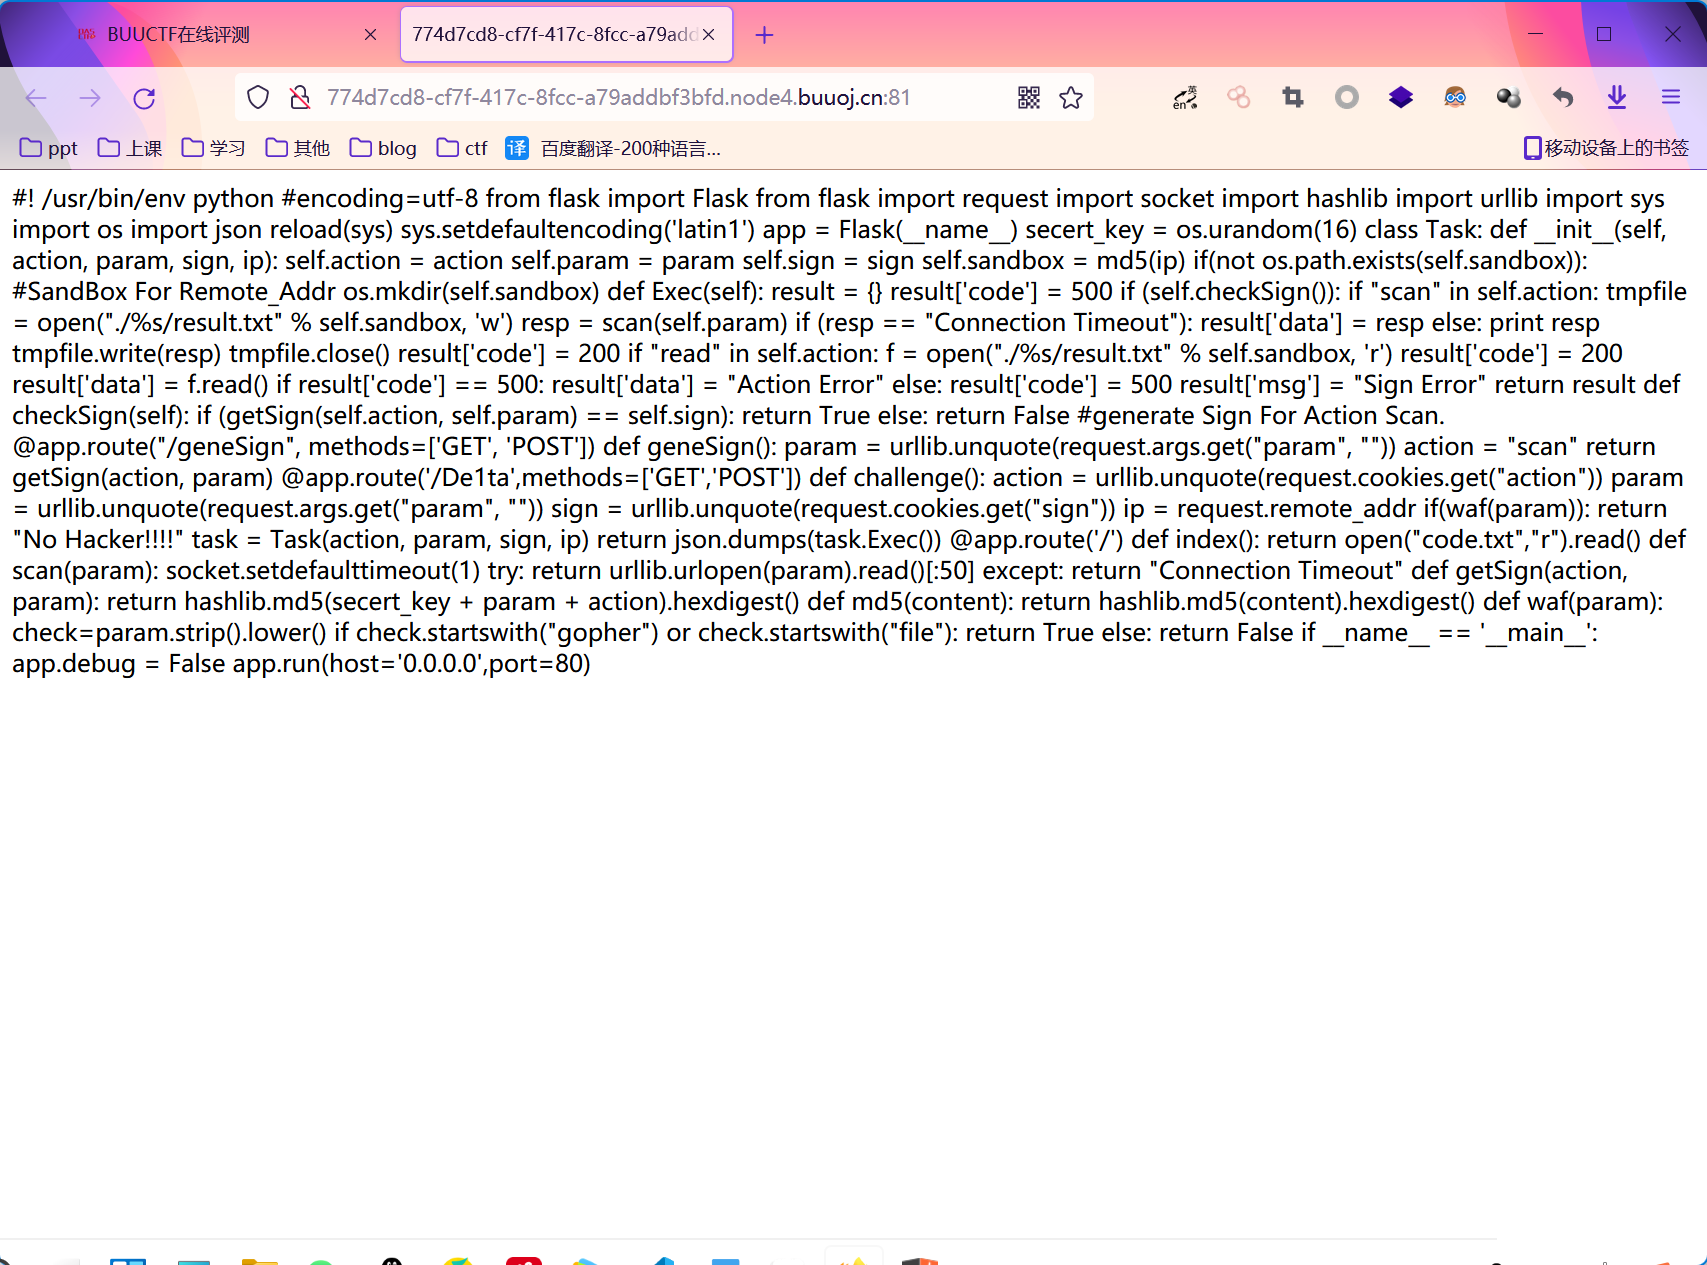 BUUCTF在线评测
774d7cd8-cf7f-417c-8fcc-a79add
774d7cd8-cf7f-417c-8fcc-a79addbf3bfd.node4.buuoj.cn:81
英
en
ppt
上课
学习
其他
blog
ctf
译 百度翻译-200种语言...
移动设备上的书签
#! /usr/bin/env python #encoding=utf-8 from flask import Flask from flask import request import socket import hashlib import urllib import sys
import os import json reload(sys) sys.setdefaultencoding('latin1') app = Flask(__name__) secert_key = os.urandom(16) class Task: def __init__(self,
action, param, sign, ip): self.action = action self.param = param self.sign = sign self.sandbox = md5(ip) if(not os.path.exists(self.sandbox)):
#SandBox For Remote_Addr os.mkdir(self.sandbox) def Exec(self): result = {} result['code'] = 500 if (self.checkSign()): if "scan" in self.action: tmpfile
= open("./%s/result.txt" % self.sandbox, 'w') resp = scan(self.param) if (resp == "Connection Timeout"): result['data'] = resp else: print resp
tmpfile.write(resp) tmpfile.close() result['code'] = 200 if "read" in self.action: f = open("./%s/result.txt" % self.sandbox, 'r') result['code'] = 200
result['data'] = f.read() if result['code'] == 500: result['data'] = "Action Error" else: result['code'] = 500 result['msg'] = "Sign Error" return result def
checkSign(self): if (getSign(self.action, self.param) == self.sign): return True else: return False #generate Sign For Action Scan.
@app.route("/geneSign", methods=['GET', 'POST']) def geneSign(): param = urllib.unquote(request.args.get("param", "")) action = "scan" return
getSign(action, param) @app.route('/De1ta',methods=['GET','POST']) def challenge(): action = urllib.unquote(request.cookies.get("action")) param
= urllib.unquote(request.args.get("param", "")) sign = urllib.unquote(request.cookies.get("sign")) ip = request.remote_addr if(waf(param)): return
"No Hacker!!!!" task = Task(action, param, sign, ip) return json.dumps(task.Exec()) @app.route('/') def index(): return open("code.txt","r").read() def
scan(param): socket.setdefaulttimeout(1) try: return urllib.urlopen(param).read()[:50] except: return "Connection Timeout" def getSign(action,
param): return hashlib.md5(secert_key + param + action).hexdigest() def md5(content): return hashlib.md5(content).hexdigest() def waf(param):
check=param.strip().lower() if check.startswith("gopher") or check.startswith("file"): return True else: return False if __name__ == '__main__':
app.debug = False app.run(host='0.0.0.0',port=80)